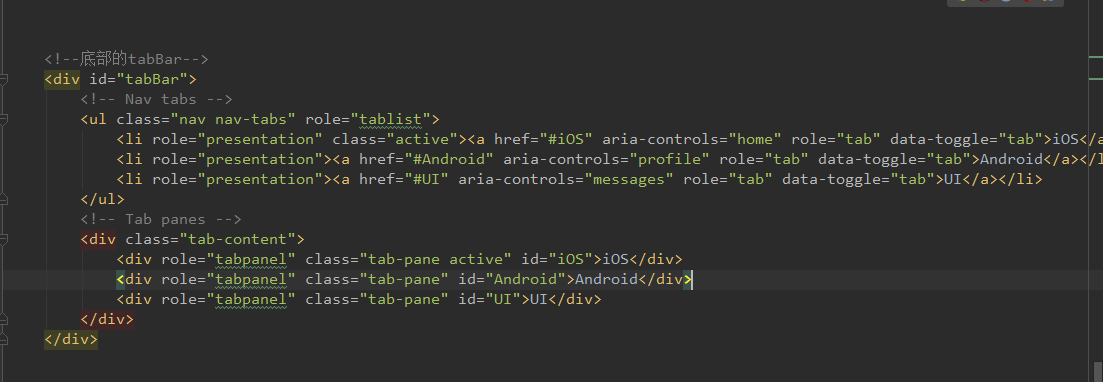 <!--底部的tabBar-->
<div id="tabBar">
<!-- Nav tabs -->
<ul class="nav nav-tabs" role="tablist">
<li role="presentation" class="active"><a href="#iOS" aria-controls="home" role="tab" data-toggle="tab">iOS</a
<li role="presentation"><a href="#Android" aria-controls="profile" role="tab" data-toggle="tab">Android</a></l
<li role="presentation"><a href="#UI" aria-controls="messages" role="tab" data-toggle="tab">UI</a></li>
</ul>
<!-- Tab panes -->
<div class="tab-content">
<div role="tabpanel" class="tab-pane active" id="iOS">iOS</div>
<div role="tabpanel" class="tab-pane" id="Android">Android</div>
<div role="tabpanel" class="tab-pane" id="UI">UI</div>
</div>
</div>